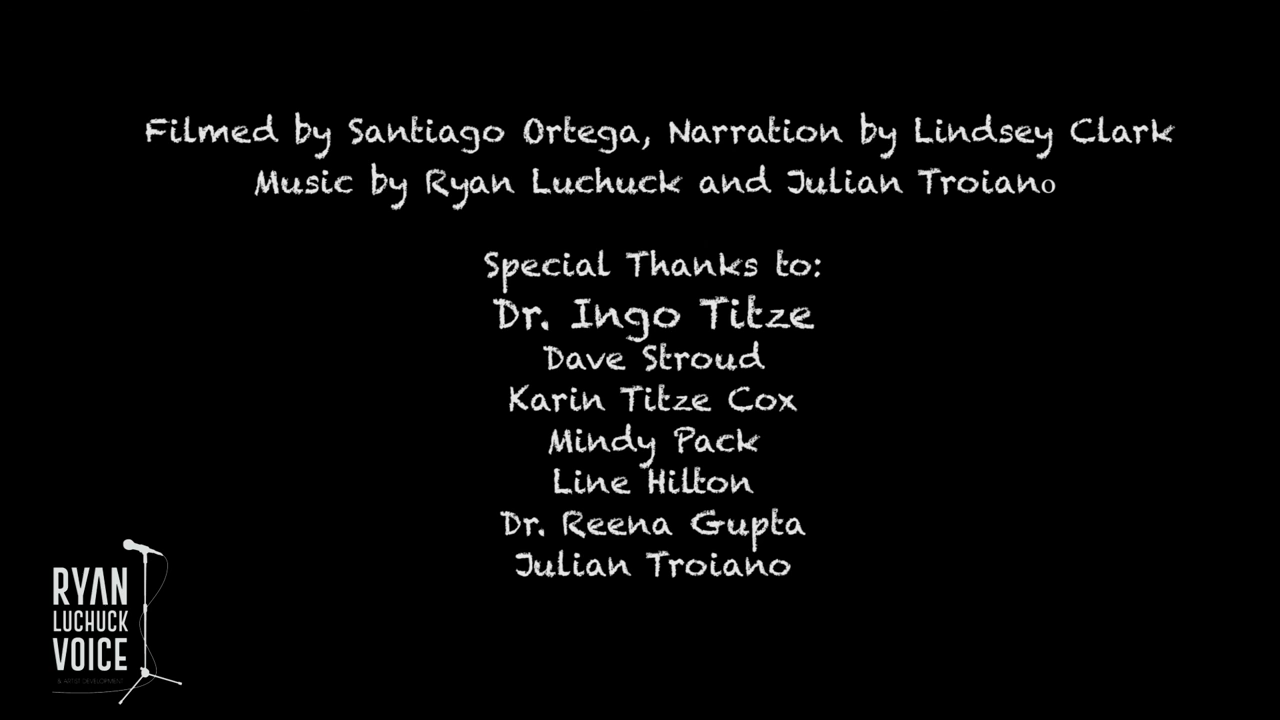 Filmed by Santiago Ortega, Narration by Lindsey Clark
Music by Ryan Luchuck and Julian Troiano
Special Thanks to:
Dr. Ingo Titze
Dave Stroud
Karin Titze Cox
Mindy Pack
Line Hilton
Dr. Reena Gupta
Julian Troiano
RYAN
LUCHUCK
VOICE
& ARTIST DEVELOPMENT